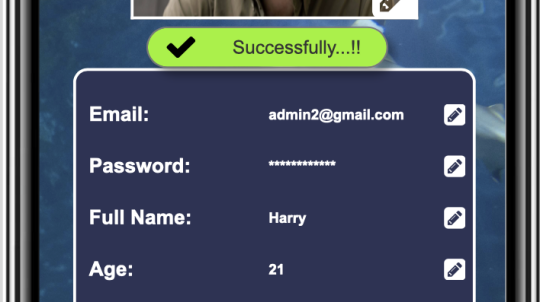 Successfully...!!
Email: admin2@gmail.com
Password: ************
Full Name: Harry
Age: 21